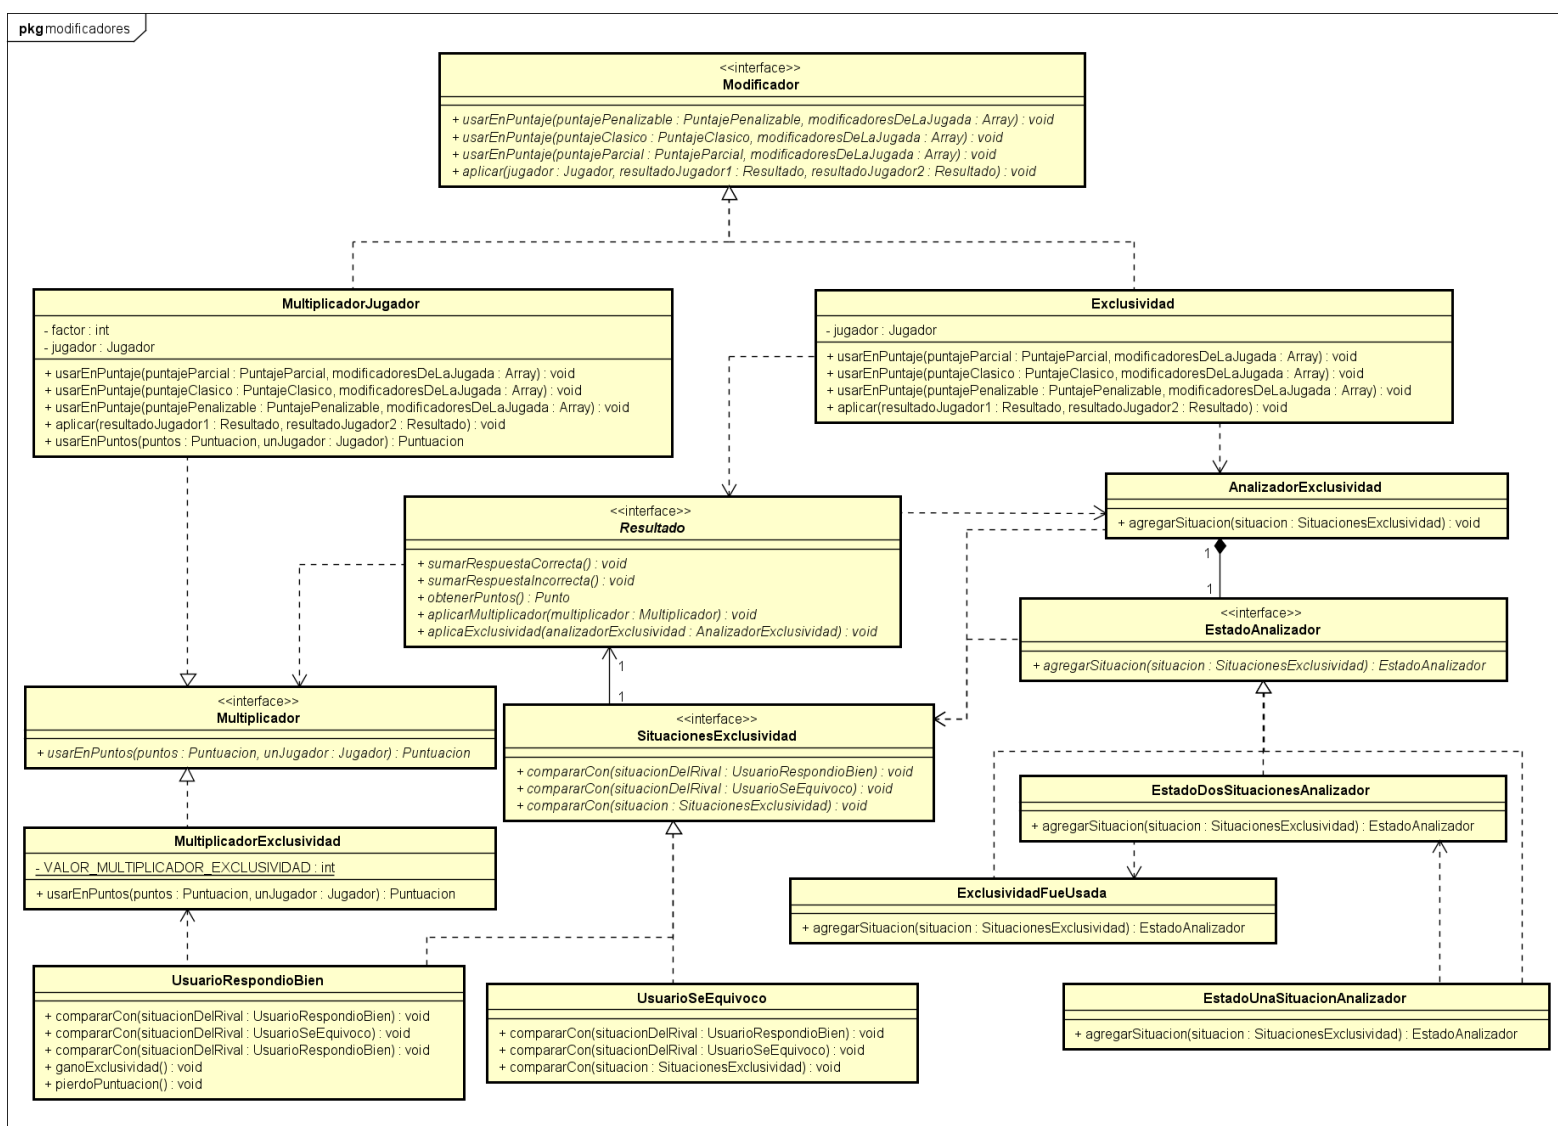 pkg modificadores
<<interface>>
Modificador
+ usarEnPuntaje(puntajePenalizable : PuntajePenalizable, modificadoresDeLaJugada : Array) : void
+ usarEnPuntaje(puntajeClasico : PuntajeClasico, modificadoresDeLaJugada : Array) : void
+ usarEnPuntaje(puntajeParcial : PuntajeParcial, modificadoresDeLaJugada : Array) : void
+ aplicar(jugador : Jugador, resultadoJugador1 : Resultado, resultadoJugador2 : Resultado) : void
MultiplicadorJugador
- factor : int
- jugador : Jugador
+ usarEnPuntaje(puntajeParcial : PuntajeParcial, modificadoresDeLaJugada : Array) : void
+ usarEnPuntaje(puntajeClasico : PuntajeClasico, modificadoresDeLaJugada : Array) : void
+ usarEnPuntaje(puntajePenalizable : PuntajePenalizable, modificadoresDeLaJugada : Array) : void
+ aplicar(resultadoJugador1 : Resultado, resultadoJugador2 : Resultado) : void
+ usarEnPuntos(puntos : Puntuacion, unJugador : Jugador) : Puntuacion
Exclusividad
- jugador : Jugador
+ usarEnPuntaje(puntajeParcial : PuntajeParcial, modificadoresDeLaJugada : Array) : void
+ usarEnPuntaje(puntajeClasico : PuntajeClasico, modificadoresDeLaJugada : Array) : void
+ usarEnPuntaje(puntajePenalizable : PuntajePenalizable, modificadoresDeLaJugada : Array) : void
+ aplicar(resultadoJugador1 : Resultado, resultadoJugador2 : Resultado) : void
AnalizadorExclusividad
+ agregarSituacion(situacion : SituacionesExclusividad) : void
1
1
<<interface>>
Resultado
+ sumarRespuestaCorrecta() : void
+ sumarRespuestaIncorrecta() : void
+ obtenerPuntos() : Punto
+ aplicarMultiplicador(multiplicador : Multiplicador) : void
+ aplicaExclusividad(analizadorExclusividad : AnalizadorExclusividad) : void
1
1
<<interface>>
EstadoAnalizador
+ agregarSituacion(situacion : SituacionesExclusividad) : EstadoAnalizador
<<interface>>
Multiplicador
+ usarEnPuntos(puntos : Puntuacion, unJugador : Jugador) : Puntuacion
<<interface>>
SituacionesExclusividad
+ compararCon(situacionDelRival : UsuarioRespondioBien) : void
+ compararCon(situacionDelRival : UsuarioSeEquivoco) : void
+ compararCon(situacion : SituacionesExclusividad) : void
EstadoDosSituacionesAnalizador
+ agregarSituacion(situacion : SituacionesExclusividad) : EstadoAnalizador
MultiplicadorExclusividad
- VALOR_MULTIPLICADOR_EXCLUSIVIDAD : int
+ usarEnPuntos(puntos : Puntuacion, unJugador : Jugador) : Puntuacion
ExclusividadFueUsada
+ agregarSituacion(situacion : SituacionesExclusividad) : EstadoAnalizador
UsuarioRespondioBien
+ compararCon(situacionDelRival : UsuarioRespondioBien) : void
+ compararCon(situacionDelRival : UsuarioSeEquivoco) : void
+ compararCon(situacionDelRival : UsuarioRespondioBien) : void
+ ganoExclusividad() : void
+ pierdoPuntuacion() : void
UsuarioSeEquivoco
+ compararCon(situacionDelRival : UsuarioRespondioBien) : void
+ compararCon(situacionDelRival : UsuarioSeEquivoco) : void
+ compararCon(situacion : SituacionesExclusividad) : void
EstadoUnaSituacionAnalizador
+ agregarSituacion(situacion : SituacionesExclusividad) : EstadoAnalizador